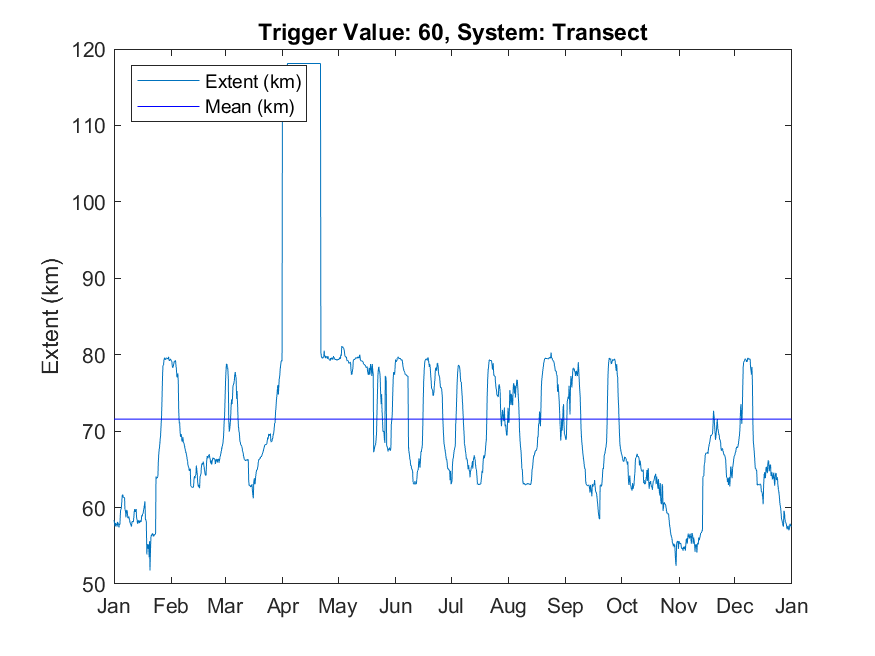 Trigger Value: 60, System: Transect
Extent (km)
Mean (km)
Extent (km)
120
110
100
90
80
70
60
50
Jan Feb Mar Apr May Jun Jul Aug Sep Oct Nov Dec Jan